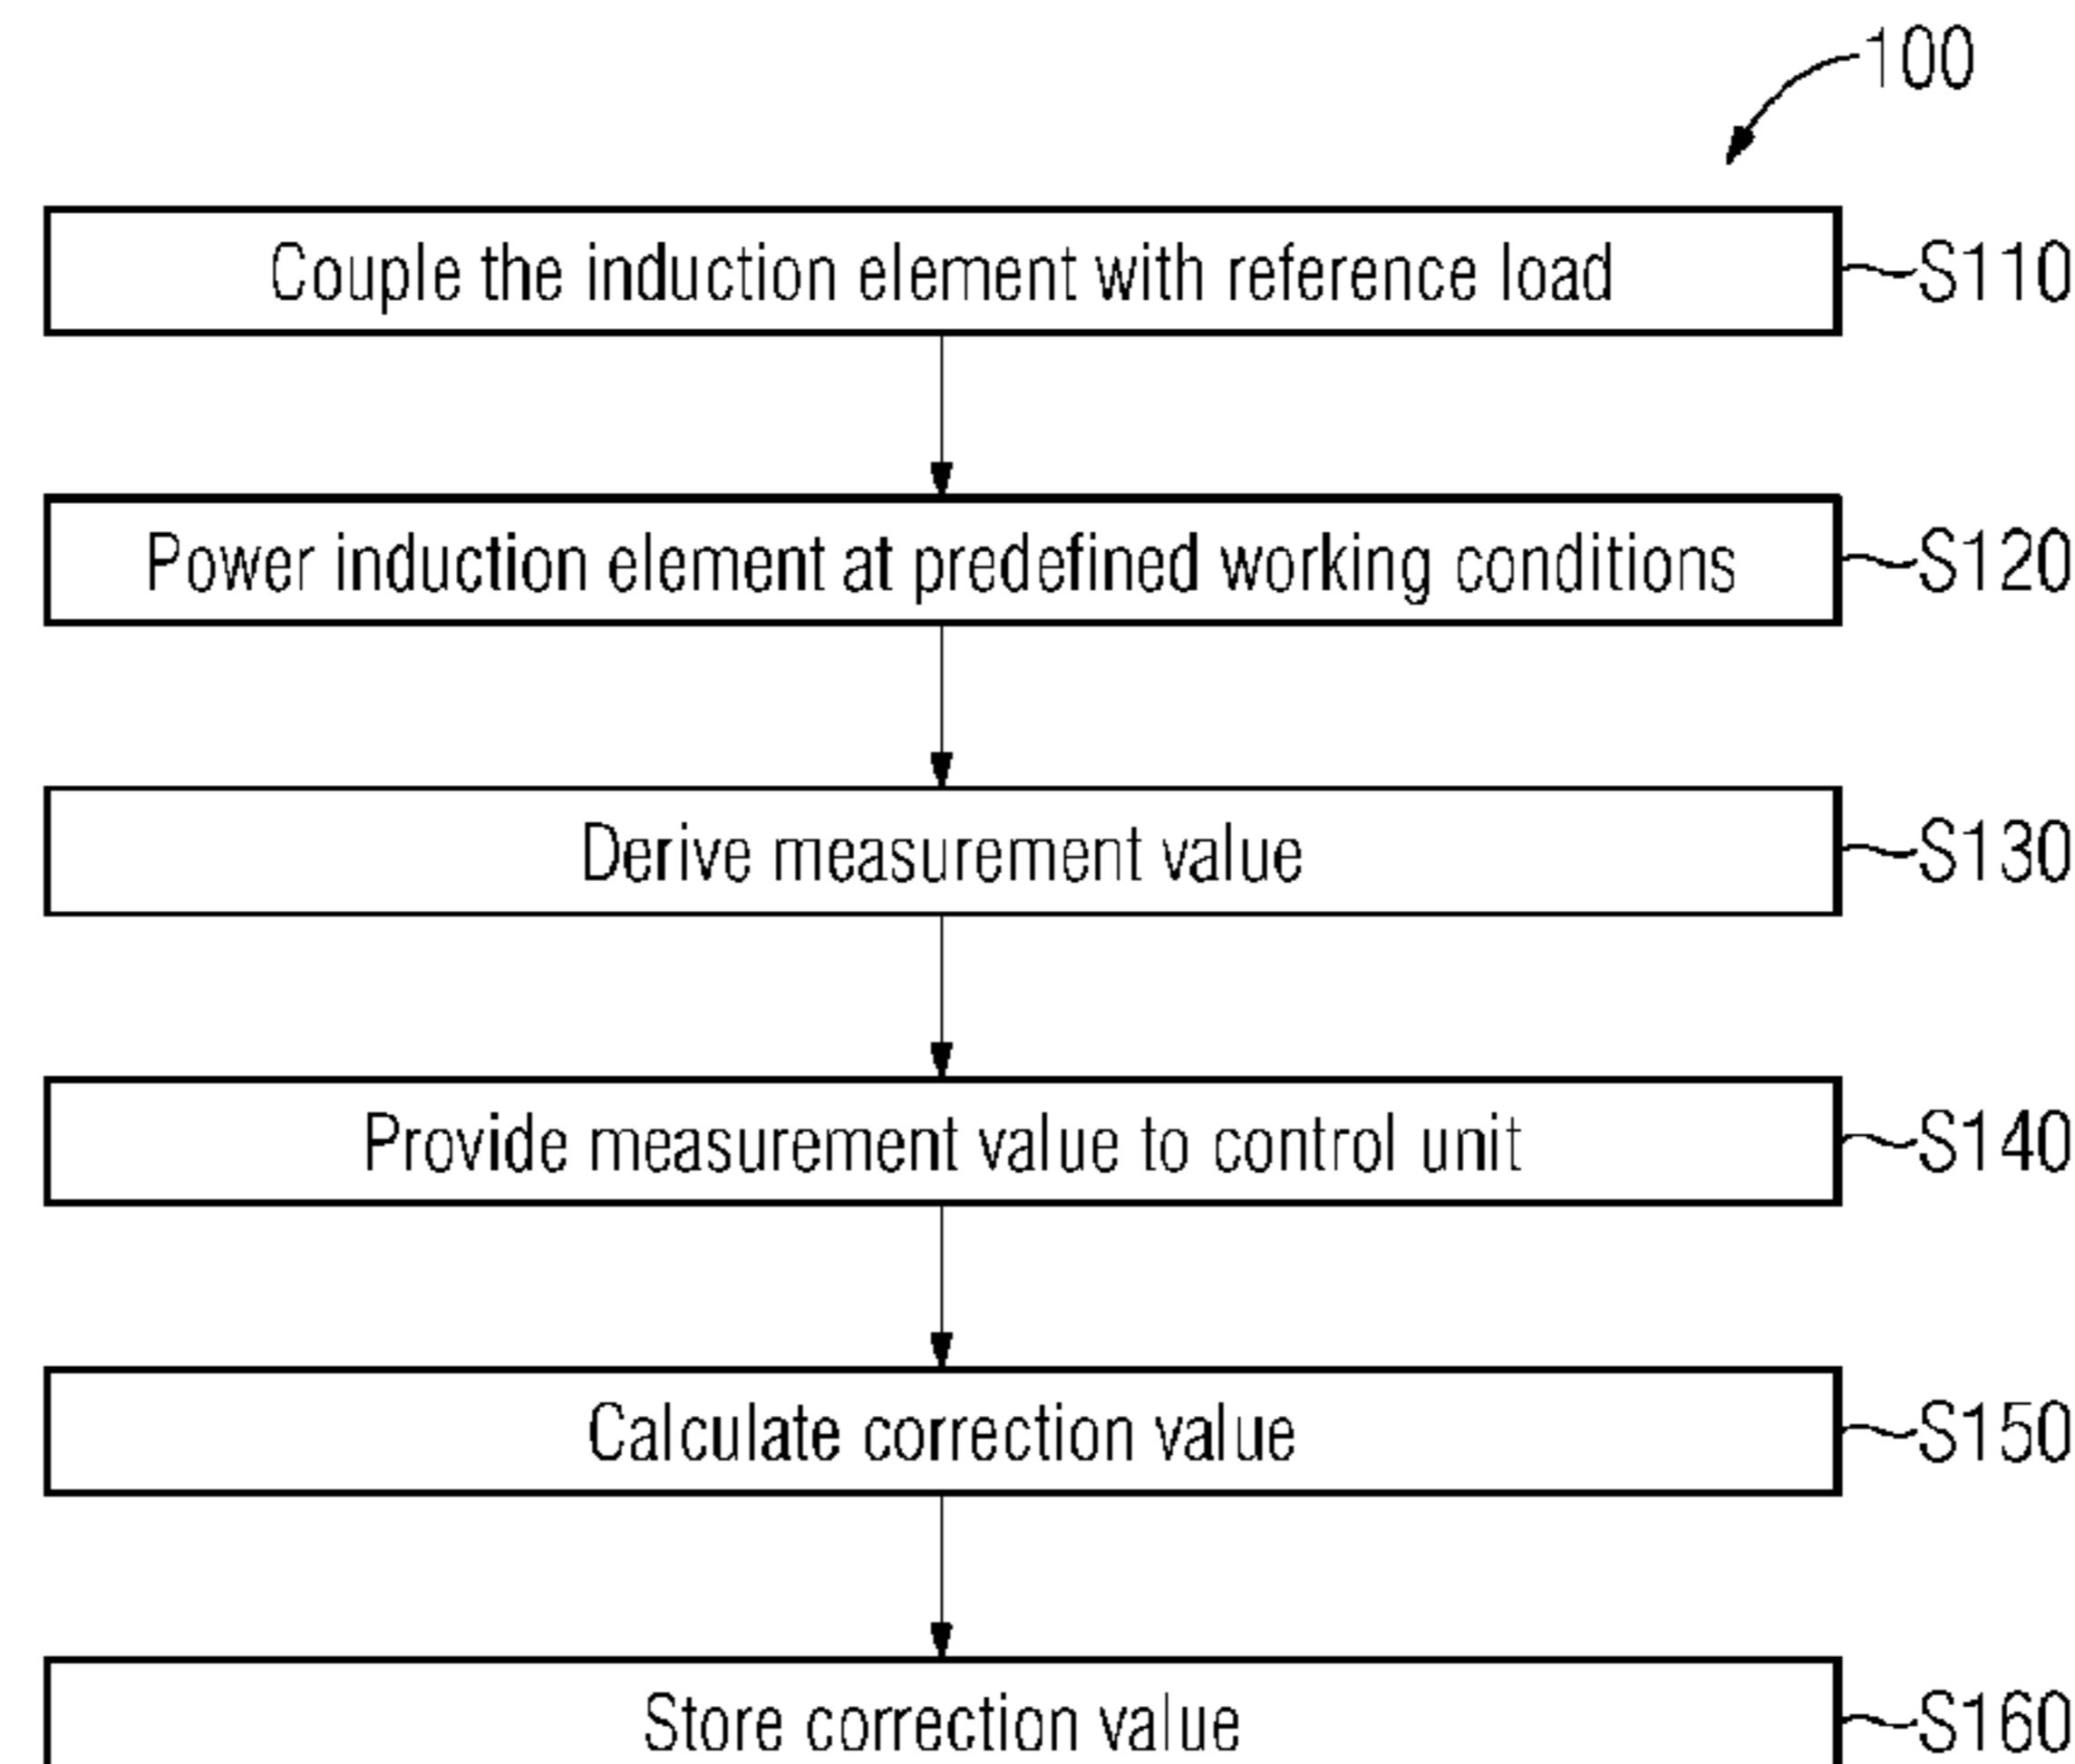 100
Couple the induction element with reference load S110
Power induction element at predefined working conditions S120
Derive measurement value S130
Provide measurement value to control unit S140
Calculate correction value S150
Store correction value S160